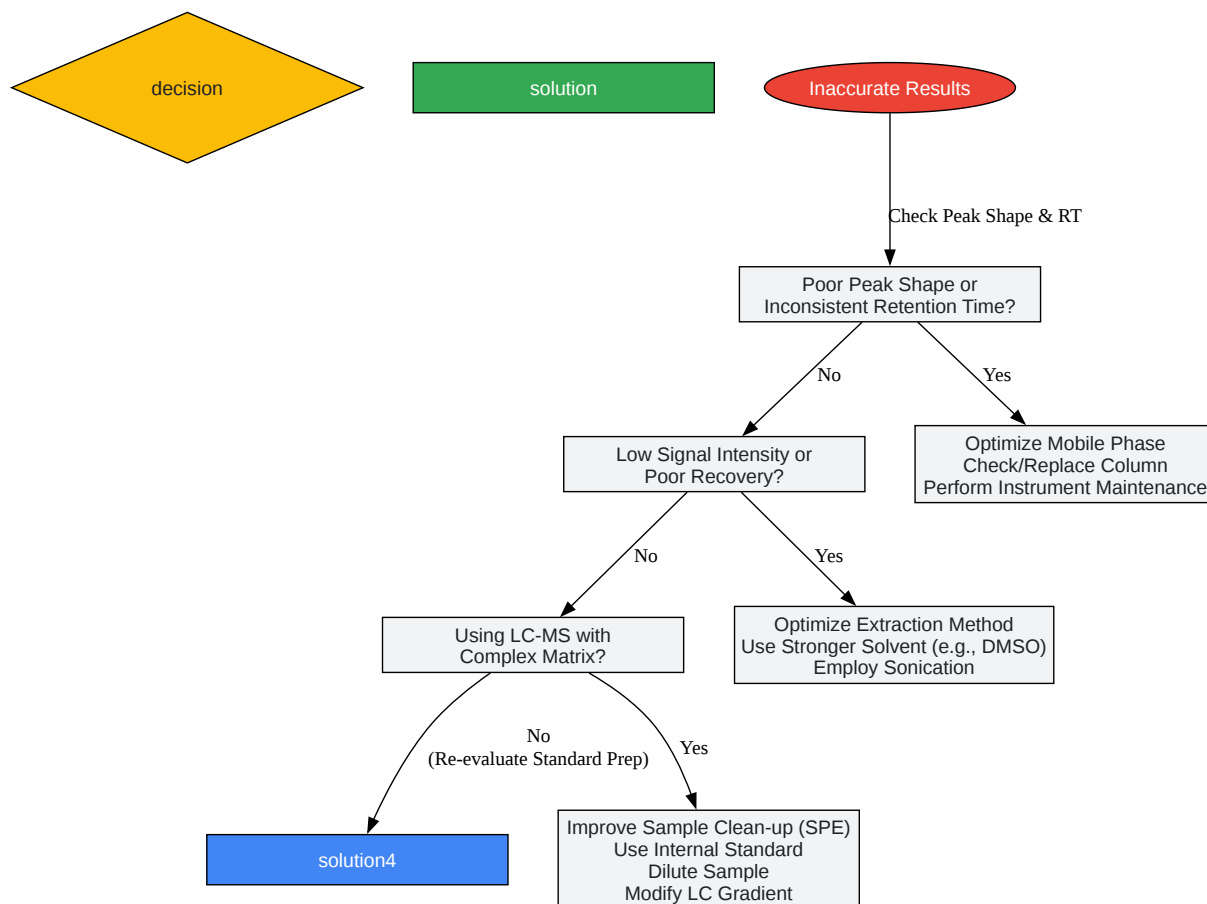 decision
solution
Inaccurate Results
Check Peak Shape & RT
Poor Peak Shape or
Inconsistent Retention Time?
No
Yes
Low Signal Intensity or
Poor Recovery?
Optimize Mobile Phase
Check/Replace Column
Perform Instrument Maintenance
No
Yes
Using LC-MS with
Complex Matrix?
Optimize Extraction Method
Use Stronger Solvent (e.g., DMSO)
Employ Sonication
No
(Re-evaluate Standard Prep)
Yes
solution4
Improve Sample Clean-up (SPE)
Use Internal Standard
Dilute Sample
Modify LC Gradient